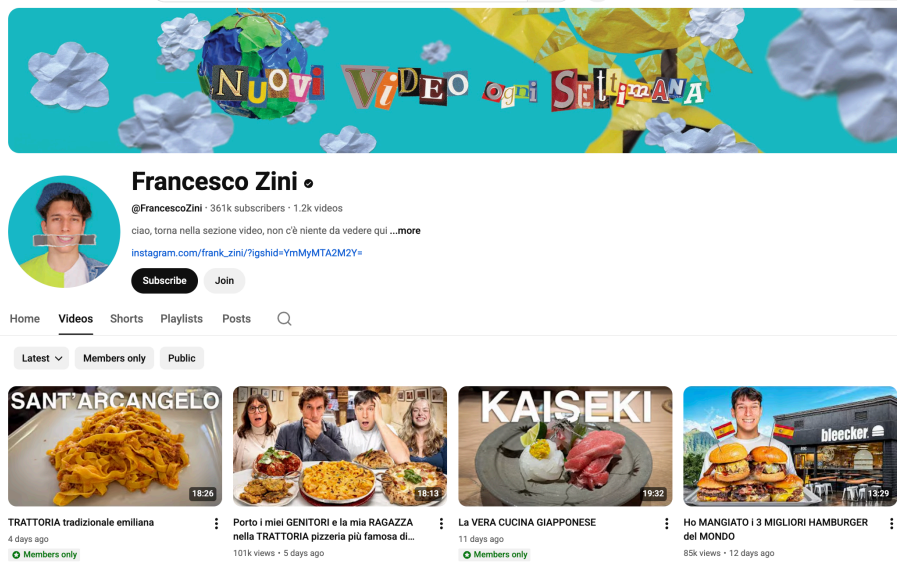 NUOVI ViDEO ogni SEttimANA
Francesco Zini
@FrancescoZini · 361k subscribers · 1.2k videos
ciao, torna nella sezione video, non c'è niente da vedere qui ...more
instagram.com/frank_zini/?igshid=YmMyMTA2M2Y=
Subscribe
Join
Home
Videos
Shorts
Playlists
Posts
Latest
Members only
Public
SANT'ARCANGELO
18:26
18:13
KAISEKI
19:32
bleecker.
13:29
TRATTORIA tradizionale emiliana
4 days ago
Members only
Porto i miei GENITORI e la mia RAGAZZA
nella TRATTORIA pizzeria più famosa di...
101k views • 5 days ago
La VERA CUCINA GIAPPONESE
11 days ago
Members only
Ho MANGIATO i 3 MIGLIORI HAMBURGER
del MONDO
85k views • 12 days ago